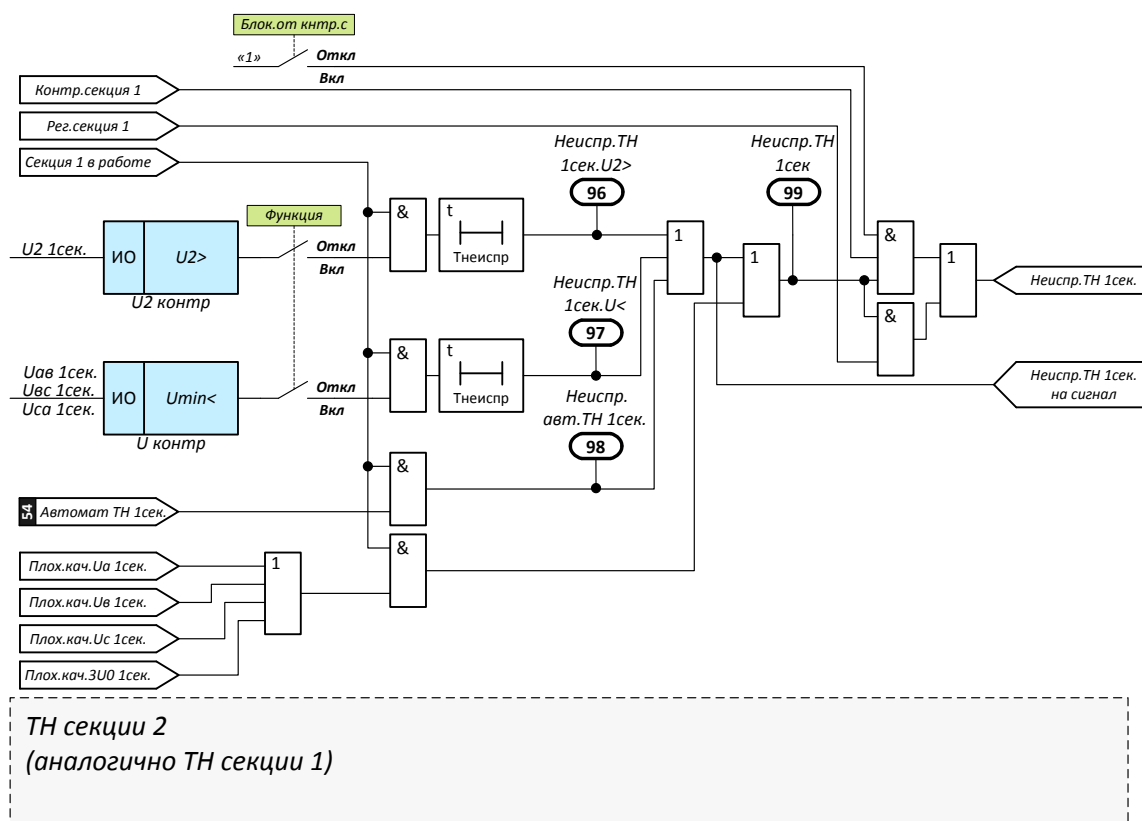 Блок.от кнтр.с
«1»
Откл
Вкл
Контр.секция 1
Рег.секция 1
Секция 1 в работе
Неиспр.ТН
1сек.U2>
96
Неиспр.ТН
1сек
99
Функция
&
t
Тнеиспр
1
&
1
1
U2 1сек.
ИО
U2>
Откл
Вкл
U2 контр
Неиспр.ТН 1сек.
Неиспр.ТН
1сек.U<
97
&
&
t
Тнеиспр
Uав 1сек.
Uвс 1сек.
Uса 1сек.
ИО
Umin<
Откл
Вкл
U контр
Неиспр.ТН 1сек.
на сигнал
Неиспр.
авт.ТН 1сек.
98
&
54
Автомат ТН 1сек.
&
Плох.кач.Uа 1сек.
1
Плох.кач.Uв 1сек.
Плох.кач.Uс 1сек.
Плох.кач.3U0 1сек.
ТН секции 2
(аналогично ТН секции 1)